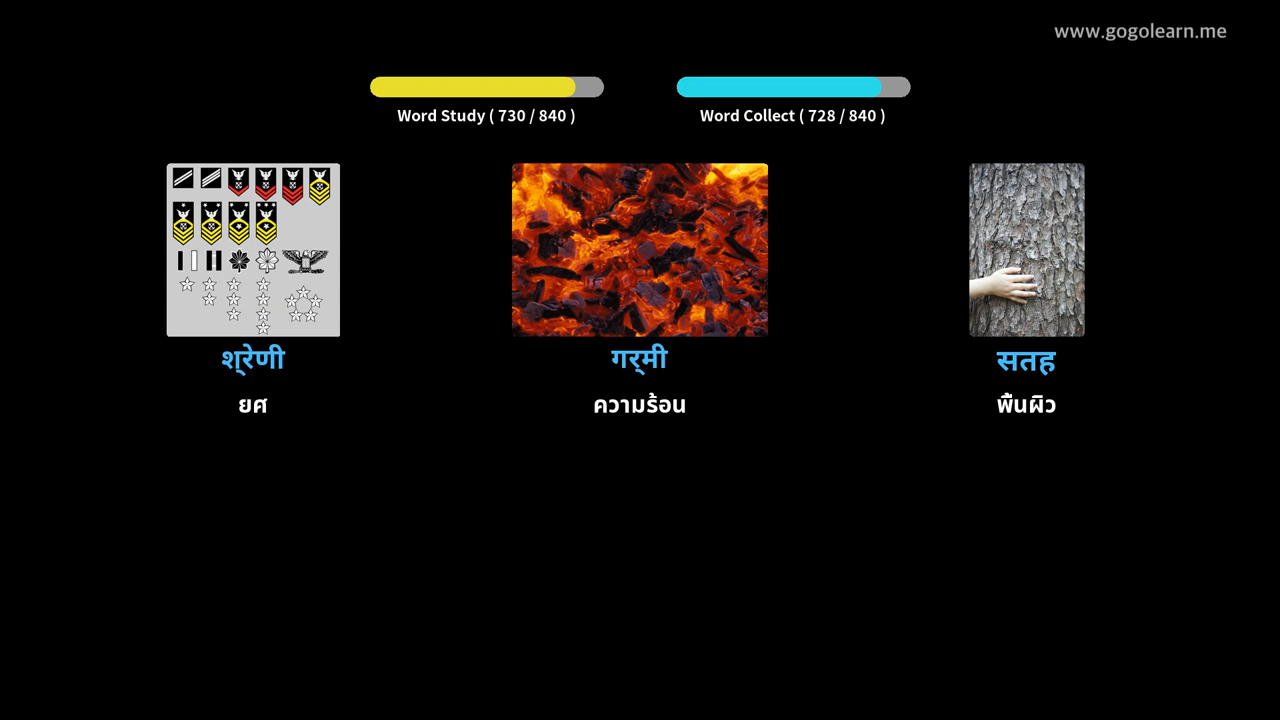 www.gogolearn.me
Word Study ( 730 / 840 )
Word Collect ( 728 / 840 )
श्रेणी
गर्मी
सतह
ยศ
ความร้อน
พื้นผิว